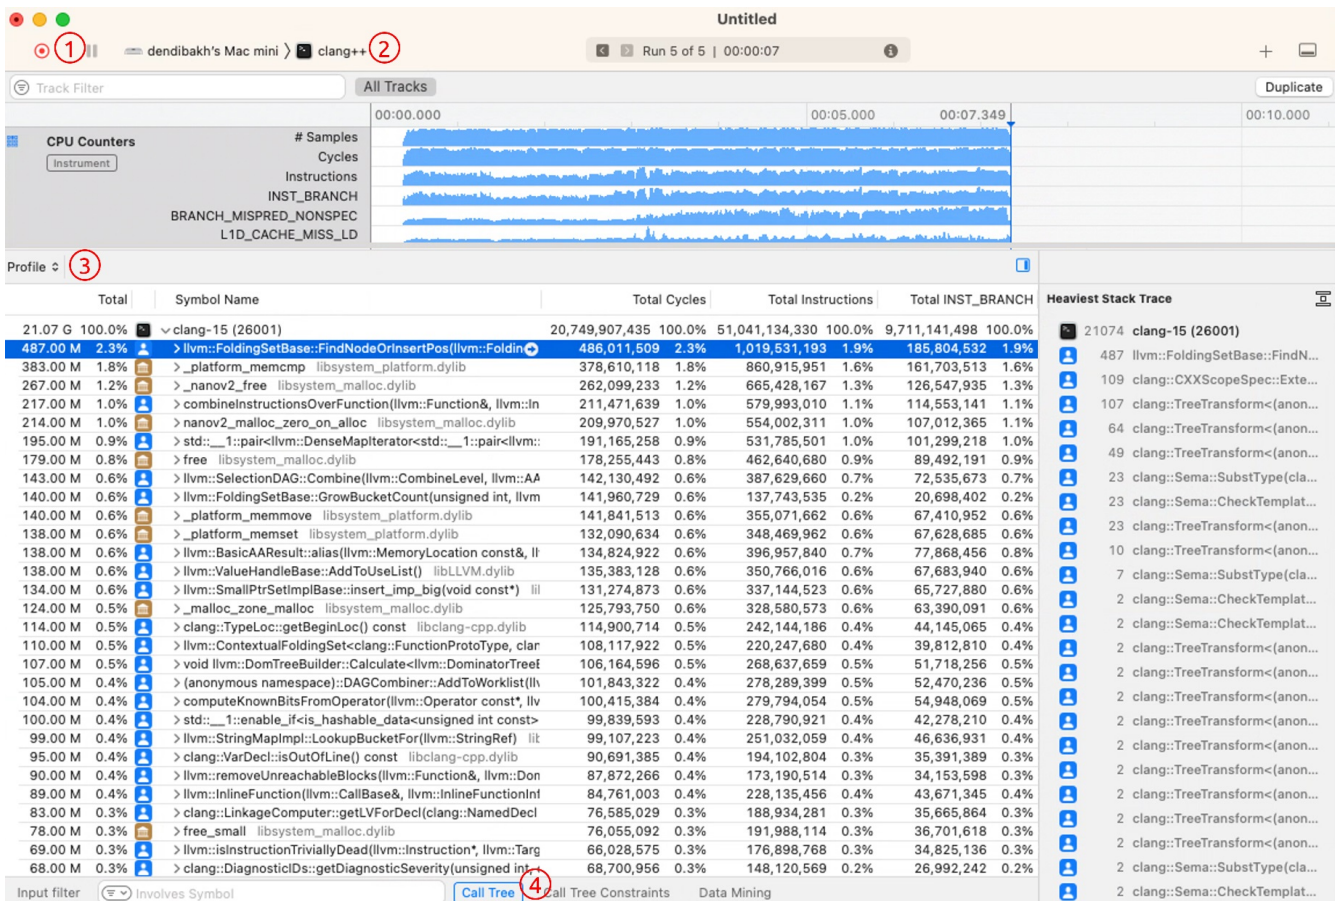 Untitled
1 dendibakh's Mac mini 〉 clang++ 2 Run 5 of 5 | 00:00:07
Track Filter All Tracks Duplicate
00:00.000 00:05.000 00:07.349 00:10.000
CPU Counters
Instrument
# Samples
Cycles
Instructions
INST_BRANCH
BRANCH_MISPRED_NONSPEC
L1D_CACHE_MISS_LD
Profile 3
Total Symbol Name Total Cycles Total Instructions Total INST_BRANCH
21.07 G 100.0% clang-15 (26001) 20,749,907,435 100.0% 51,041,134,330 100.0% 9,711,141,498 100.0%
487.00 M 2.3% llvm::FoldingSetBase::FindNodeOrInsertPos(llvm::Foldin 486,011,509 2.3% 1,019,531,193 1.9% 185,804,532 1.9%
383.00 M 1.8% _platform_memcmp libsystem_platform.dylib 378,610,118 1.8% 860,915,951 1.6% 161,703,513 1.6%
267.00 M 1.2% _nanov2_free libsystem_malloc.dylib 262,099,233 1.2% 665,428,167 1.3% 126,547,935 1.3%
217.00 M 1.0% combineInstructionsOverFunction(llvm::Function&, llvm::In 211,471,639 1.0% 579,993,010 1.1% 114,553,141 1.1%
214.00 M 1.0% nanov2_malloc_zero_on_alloc libsystem_malloc.dylib 209,970,527 1.0% 554,002,311 1.0% 107,012,365 1.1%
195.00 M 0.9% std::__1::pair<llvm::DenseMapIterator<std::__1::pair<llvm:: 191,165,258 0.9% 531,785,501 1.0% 101,299,218 1.0%
179.00 M 0.8% free libsystem_malloc.dylib 178,255,443 0.8% 462,640,680 0.9% 89,492,191 0.9%
143.00 M 0.6% llvm::SelectionDAG::Combine(llvm::CombineLevel, llvm::AA 142,130,492 0.6% 387,629,660 0.7% 72,535,673 0.7%
140.00 M 0.6% llvm::FoldingSetBase::GrowBucketCount(unsigned int, llvm 141,960,729 0.6% 137,743,535 0.2% 20,698,402 0.2%
140.00 M 0.6% _platform_memmove libsystem_platform.dylib 141,841,513 0.6% 355,071,662 0.6% 67,410,952 0.6%
138.00 M 0.6% _platform_memset libsystem_platform.dylib 132,090,634 0.6% 348,469,962 0.6% 67,628,685 0.6%
138.00 M 0.6% llvm::BasicAAResult::alias(llvm::MemoryLocation const&, ll 134,824,922 0.6% 396,957,840 0.7% 77,868,456 0.8%
138.00 M 0.6% llvm::ValueHandleBase::AddToUseList() libLLVM.dylib 135,383,128 0.6% 350,766,016 0.6% 67,683,940 0.6%
134.00 M 0.6% llvm::SmallPtrSetImplBase::insert_imp_big(void const*) lil 131,274,873 0.6% 337,144,523 0.6% 65,727,880 0.6%
124.00 M 0.5% _malloc_zone_malloc libsystem_malloc.dylib 125,793,750 0.6% 328,580,573 0.6% 63,390,091 0.6%
114.00 M 0.5% clang::TypeLoc::getBeginLoc() const libclang-cpp.dylib 114,900,714 0.5% 242,144,186 0.4% 44,145,065 0.4%
110.00 M 0.5% llvm::ContextualFoldingSet<clang::FunctionProtoType, clar 108,117,922 0.5% 220,247,680 0.4% 39,812,810 0.4%
107.00 M 0.5% void llvm::DomTreeBuilder::Calculate<llvm::DominatorTreeE 106,164,596 0.5% 268,637,659 0.5% 51,718,256 0.5%
105.00 M 0.4% (anonymous namespace)::DAGCombiner::AddToWorklist(ll 101,843,322 0.4% 278,289,399 0.5% 52,470,236 0.5%
104.00 M 0.4% computeKnownBitsFromOperator(llvm::Operator const*, ll 100,415,384 0.4% 279,794,054 0.5% 54,948,069 0.5%
100.00 M 0.4% std::__1::enable_if<is_hashable_data<unsigned int const> 99,839,593 0.4% 228,790,921 0.4% 42,278,210 0.4%
99.00 M 0.4% llvm::StringMapImpl::LookupBucketFor(llvm::StringRef) lit 99,107,223 0.4% 251,032,059 0.4% 46,636,931 0.4%
95.00 M 0.4% clang::VarDecl::isOutOfLine() const libclang-cpp.dylib 90,691,385 0.4% 194,102,804 0.3% 35,391,389 0.3%
90.00 M 0.4% llvm::removeUnreachableBlocks(llvm::Function&, llvm::Don 87,872,266 0.4% 173,190,514 0.3% 34,153,598 0.3%
89.00 M 0.4% llvm::InlineFunction(llvm::CallBase&, llvm::InlineFunctionInf 84,761,003 0.4% 228,135,456 0.4% 43,671,345 0.4%
83.00 M 0.3% clang::LinkageComputer::getLVForDecl(clang::NamedDecl 76,585,029 0.3% 188,934,281 0.3% 35,665,864 0.3%
78.00 M 0.3% free_small libsystem_malloc.dylib 76,055,092 0.3% 191,988,114 0.3% 36,701,618 0.3%
69.00 M 0.3% llvm::isInstructionTriviallyDead(llvm::Instruction*, llvm::Targ 66,028,575 0.3% 176,898,768 0.3% 34,825,136 0.3%
68.00 M 0.3% clang::DiagnosticIDs::getDiagnosticSeverity(unsigned int, 68,700,956 0.3% 148,120,569 0.2% 26,992,242 0.2%
Input filter Involves Symbol Call Tree 4 Call Tree Constraints Data Mining
Heaviest Stack Trace
21074 clang-15 (26001)
487 llvm::FoldingSetBase::FindN...
109 clang::CXXScopeSpec::Exte...
107 clang::TreeTransform<(anon...
64 clang::TreeTransform<(anon...
49 clang::TreeTransform<(anon...
23 clang::Sema::SubstType(cla...
23 clang::Sema::CheckTemplat...
23 clang::TreeTransform<(anon...
10 clang::TreeTransform<(anon...
7 clang::Sema::SubstType(cla...
2 clang::Sema::CheckTemplat...
2 clang::Sema::CheckTemplat...
2 clang::TreeTransform<(anon...
2 clang::TreeTransform<(anon...
2 clang::TreeTransform<(anon...
2 clang::TreeTransform<(anon...
2 clang::TreeTransform<(anon...
2 clang::TreeTransform<(anon...
2 clang::TreeTransform<(anon...
2 clang::TreeTransform<(anon...
2 clang::TreeTransform<(anon...
2 clang::Sema::SubstType(cla...
2 clang::Sema::CheckTemplat...